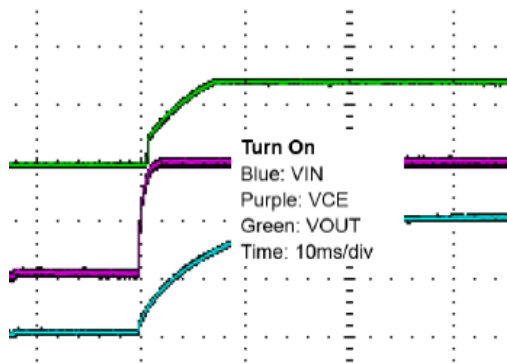 Turn On
Blue: VIN
Purple: VCE
Green: VOUT
Time: 10ms/div